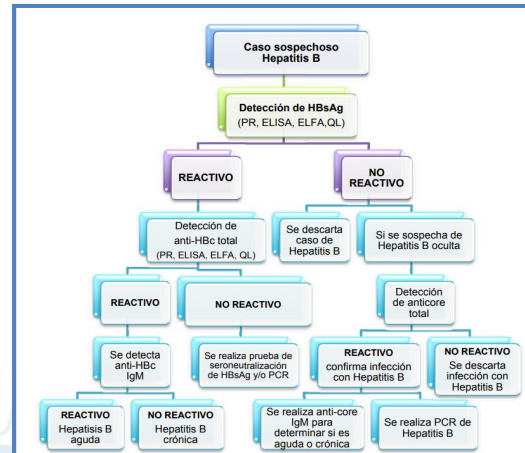 Caso sospechoso
Hepatitis B
Detección de HBsAg
(PR, ELISA, ELFA,QL)
REACTIVO
NO
REACTIVO
Detección de
anti-HBc total
(PR, ELISA, ELFA, QL)
Se descarta
caso de
Hepatitis B
Si se sospecha de
Hepatitis B oculta
REACTIVO
NO REACTIVO
Detección
de anticore
total
Se detecta
anti-HBc
IgM
Se realiza prueba de
seroneutralización
de HBsAg y/o PCR
REACTIVO
confirma infección
con Hepatitis B
NO REACTIVO
Se descarta
infección con
Hepatitis B
REACTIVO
Hepatisis B
aguda
NO REACTIVO
Hepatitis B
crónica
Se realiza anti-core
IgM para
determinar si es
aguda o crónica
Se realiza PCR de
Hepatitis B